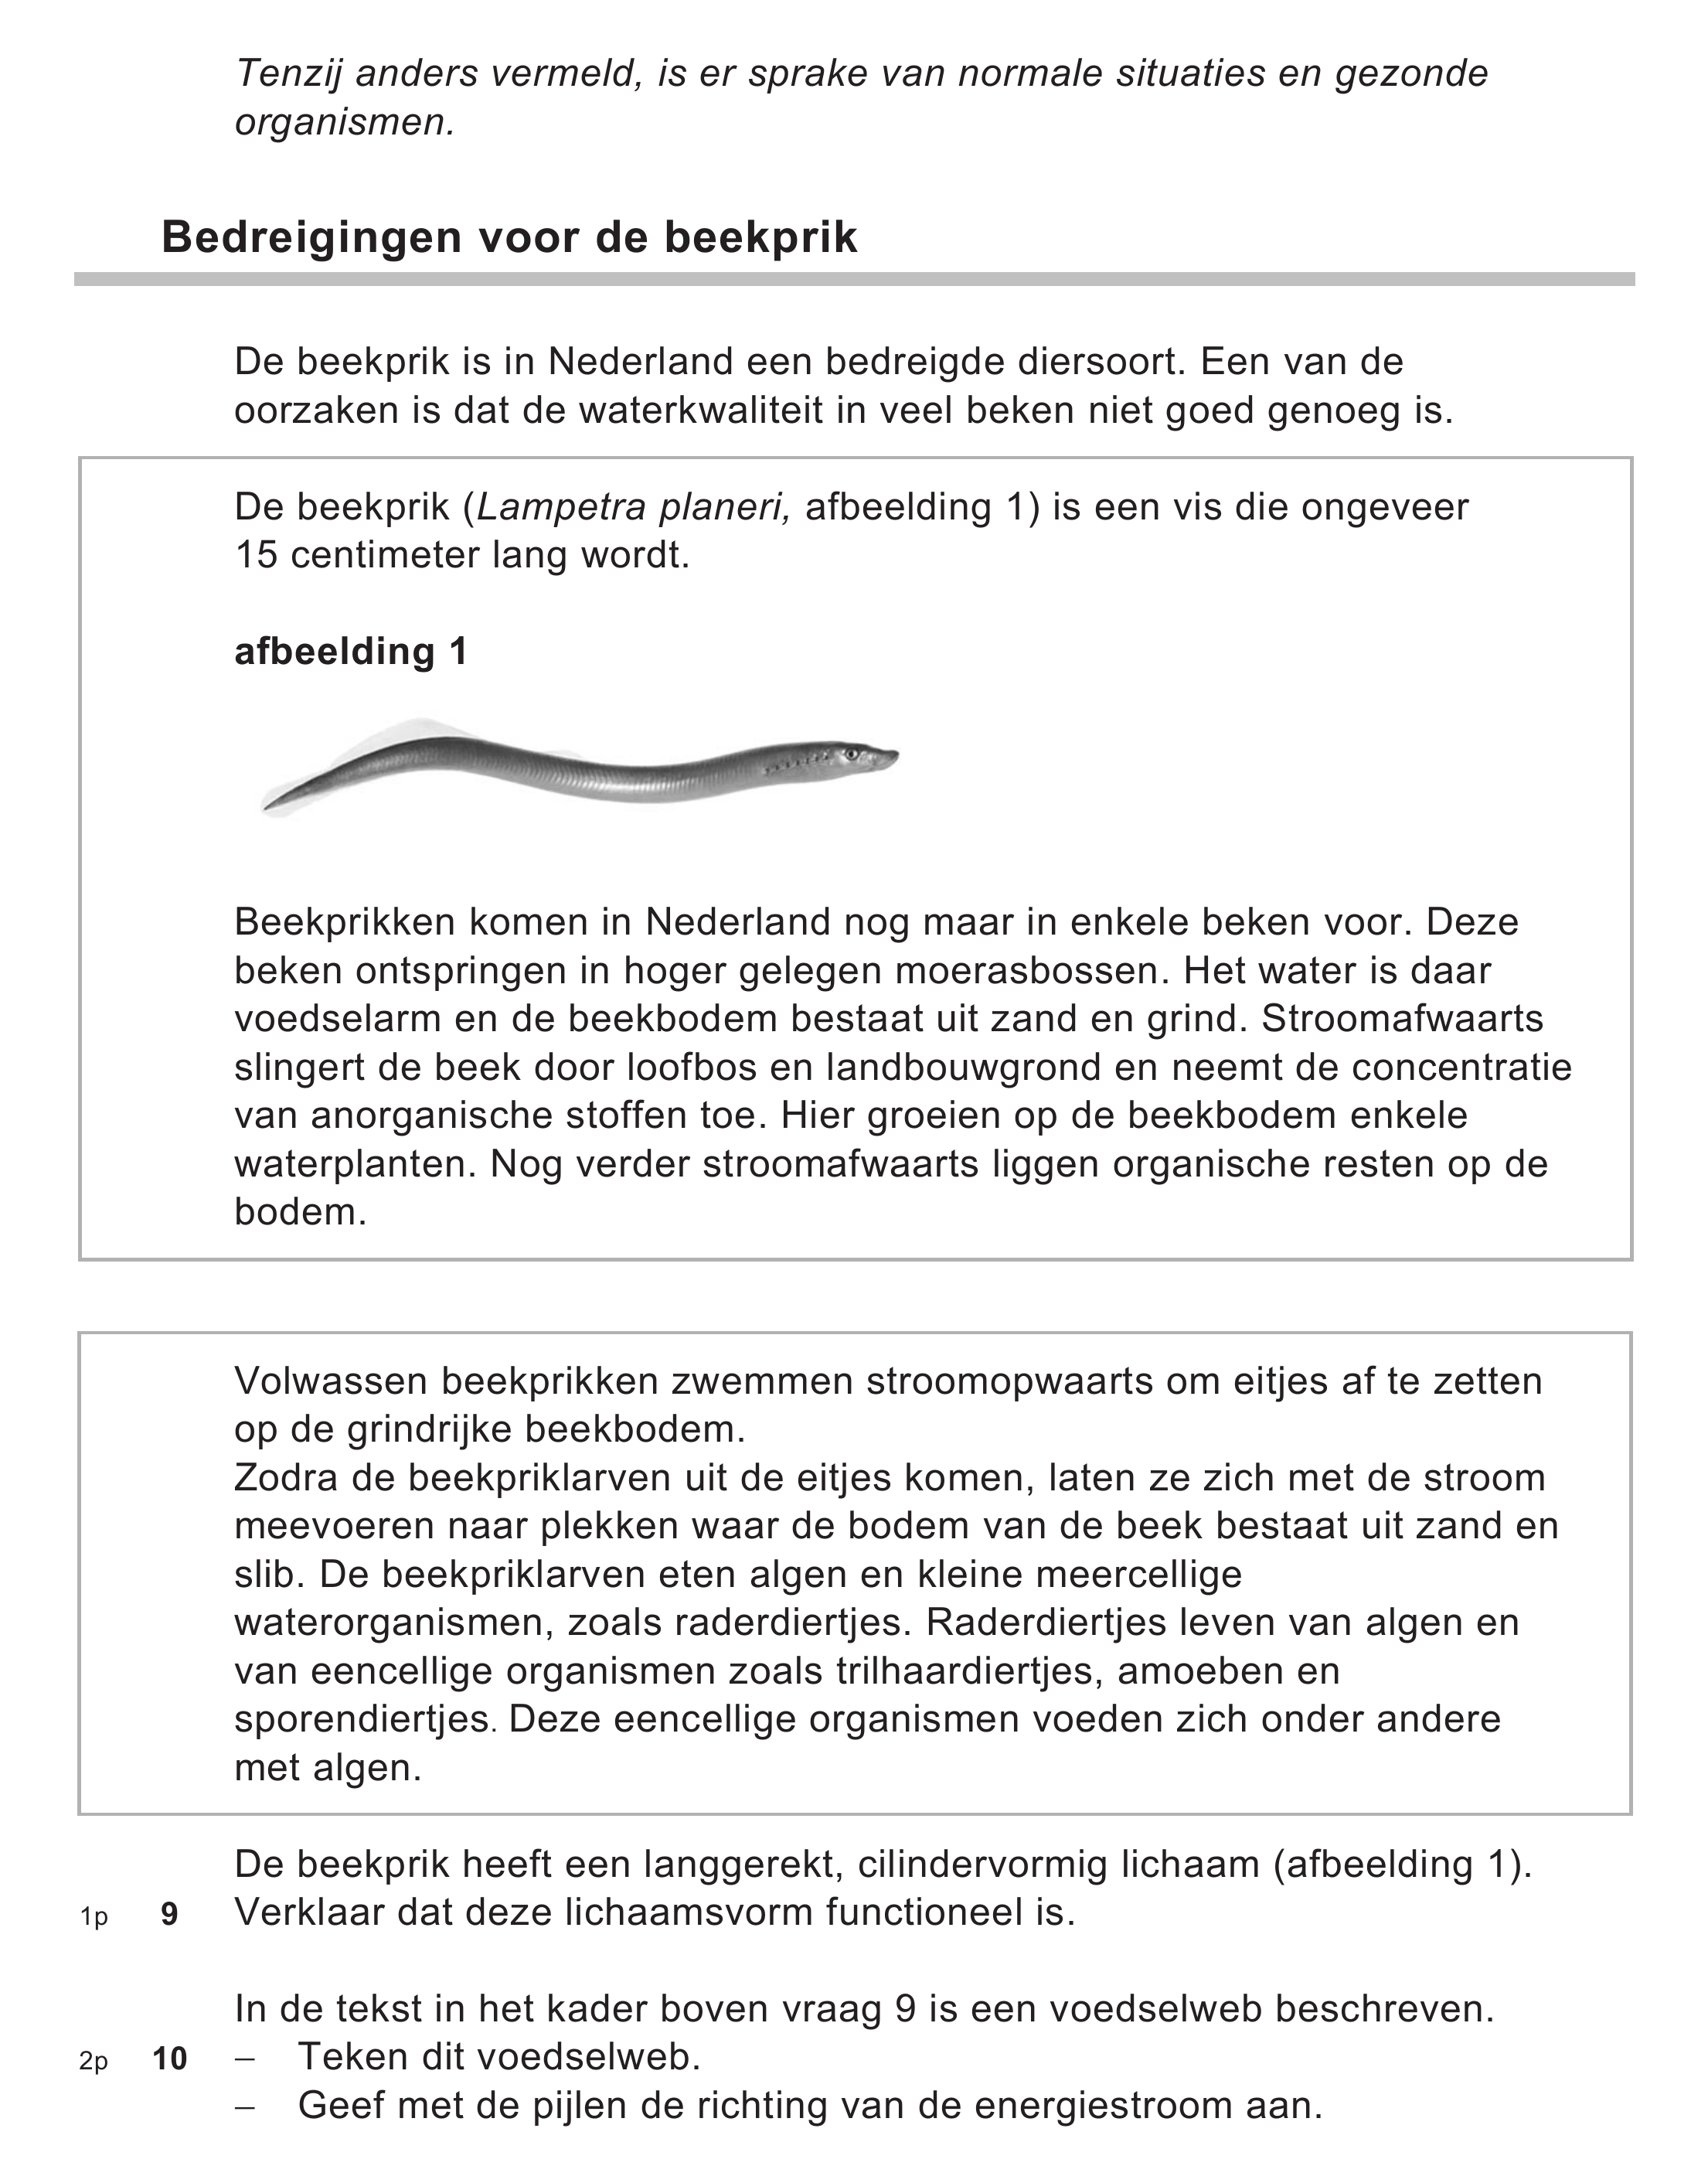 Tenzij anders vermeld, is er sprake van normale situaties en gezonde
organismen.
Bedreigingen voor de beekprik
De beekprik is in Nederland een bedreigde diersoort. Een van de
oorzaken is dat de waterkwaliteit in veel beken niet goed genoeg is.
De beekprik (Lampetra planeri, afbeelding 1) is een vis die ongeveer
15 centimeter lang wordt.
afbeelding 1
Beekprikken komen in Nederland nog maar in enkele beken voor. Deze
beken ontspringen in hoger gelegen moerasbossen. Het water is daar
voedselarm en de beekbodem bestaat uit zand en grind. Stroomafwaarts
slingert de beek door loofbos en landbouwgrond en neemt de concentratie
van anorganische stoffen toe. Hier groeien op de beekbodem enkele
waterplanten. Nog verder stroomafwaarts liggen organische resten op de
bodem.
Volwassen beekprikken zwemmen stroomopwaarts om eitjes af te zetten
op de grindrijke beekbodem.
Zodra de beekpriklarven uit de eitjes komen, laten ze zich met de stroom
meevoeren naar plekken waar de bodem van de beek bestaat uit zand en
slib. De beekpriklarven eten algen en kleine meercellige
waterorganismen, zoals raderdiertjes. Raderdiertjes leven van algen en
van eencellige organismen zoals trilhaardiertjes, amoeben en
sporendiertjes. Deze eencellige organismen voeden zich onder andere
met algen.
De beekprik heeft een langgerekt, cilindervormig lichaam (afbeelding 1).
1p 9 Verklaar dat deze lichaamsvorm functioneel is.
In de tekst in het kader boven vraag 9 is een voedselweb beschreven.
2p 10 – Teken dit voedselweb.
– Geef met de pijlen de richting van de energiestroom aan.